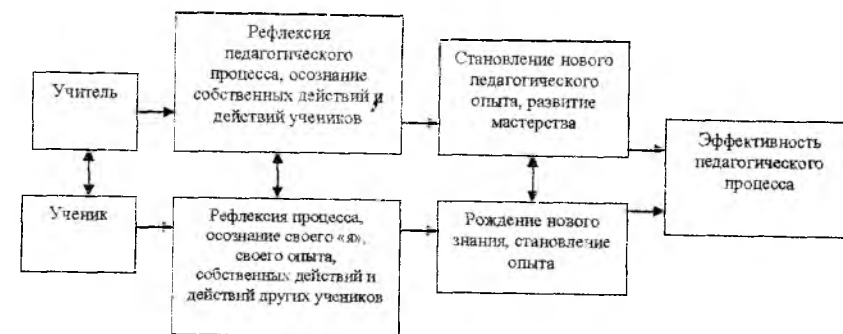 Учитель
Рефлексия
педагогического
процесса, осознание
собственных действий и
действий учеников
Становление нового
педагогического
опыта, развитие
мастерства
Эффективность
педагогического
процесса
Ученик
Рефлексия процесса,
осознание своего «я»,
своего опыта,
собственных действий и
действий других учеников
Рождение нового
знания, становление
опыта